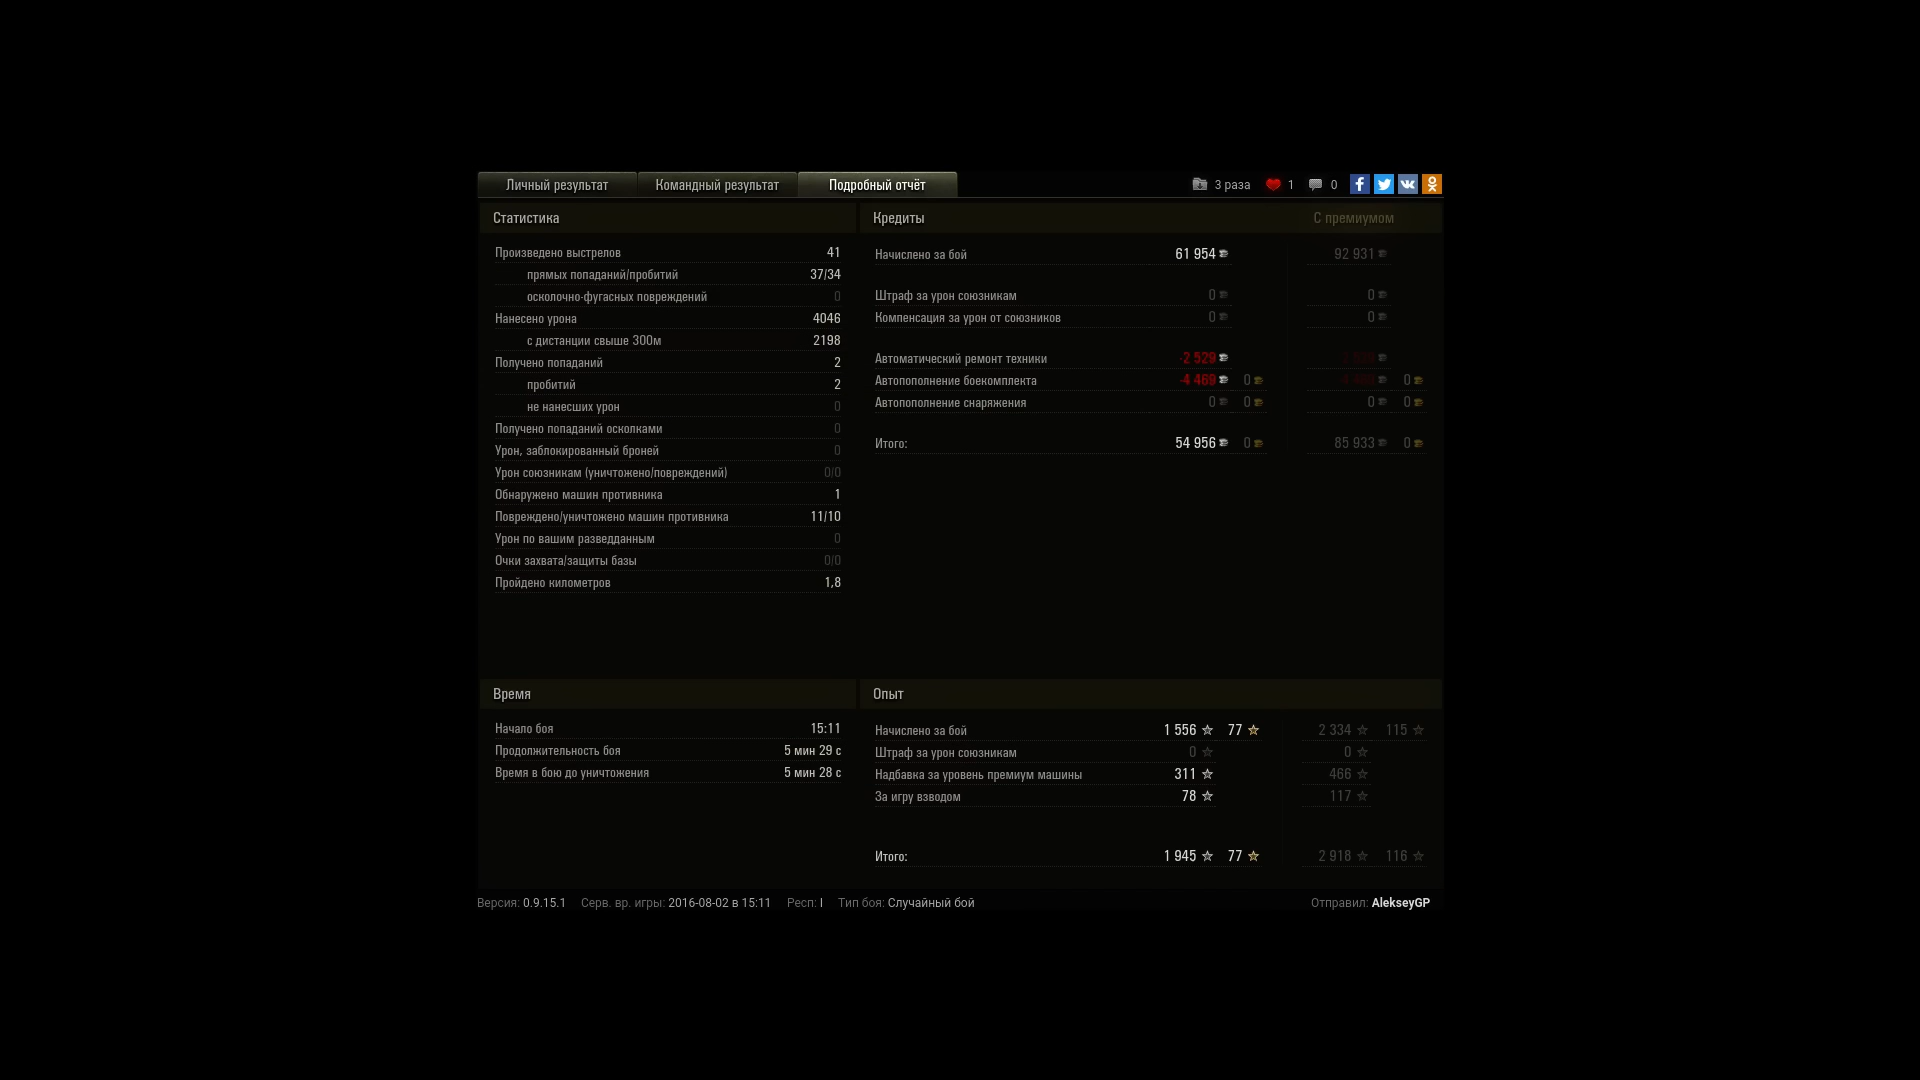 Личный результат Командный результат Подробный отчёт 3 раза 1 0
Статистика
Произведено выстрелов 41
прямых попаданий/пробитий 37/34
осколочно-фугасных повреждений 0
Нанесено урона 4046
с дистанции свыше 300м 2198
Получено попаданий 2
пробитий 2
не нанесших урон 0
Получено попаданий осколками 0
Урон, заблокированный броней 0
Урон союзникам (уничтожено/повреждений) 0/0
Обнаружено машин противника 1
Повреждено/уничтожено машин противника 11/10
Урон по вашим разведданным 0
Очки захвата/защиты базы 0/0
Пройдено километров 1,8
Кредиты С премиумом
Начислено за бой 61 954 92 931
Штраф за урон союзникам 0 0
Компенсация за урон от союзников 0 0
Автоматический ремонт техники -2 529
Автопополнение боекомплекта -4 469 0 0
Автопополнение снаряжения 0 0 0 0
Итого: 54 956 0 85 933 0
Время
Начало боя 15:11
Продолжительность боя 5 мин 29 с
Время в бою до уничтожения 5 мин 28 с
Опыт
Начислено за бой 1 556 77 2 334 115
Штраф за урон союзникам 0 0
Надбавка за уровень премиум машины 311 466
За игру взводом 78 117
Итого: 1 945 77 2 918 116
Версия: 0.9.15.1 Серв. вр. игры: 2016-08-02 в 15:11 Респ: I Тип боя: Случайный бой Отправил: AlekseyGP